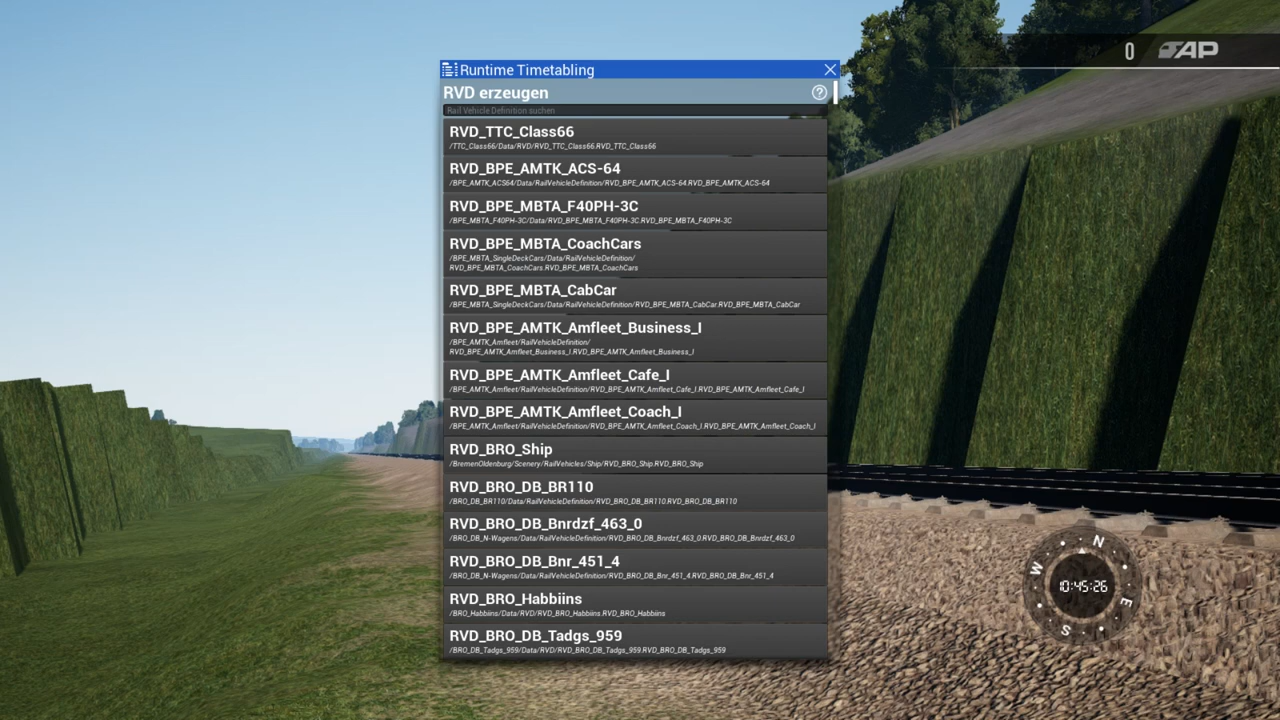 0 AP
Runtime Timetabling
RVD erzeugen
Rail Vehicle Definition suchen
RVD_TTC_Class66
/TTC_Class66/Data/RVD/RVD_TTC_Class66.RVD_TTC_Class66
RVD_BPE_AMTK_ACS-64
/BPE_AMTK_ACS64/Data/RailVehicleDefinition/RVD_BPE_AMTK_ACS-64.RVD_BPE_AMTK_ACS-64
RVD_BPE_MBTA_F40PH-3C
/BPE_MBTA_F40PH-3C/Data/RVD_BPE_MBTA_F40PH-3C.RVD_BPE_MBTA_F40PH-3C
RVD_BPE_MBTA_CoachCars
/BPE_MBTA_SingleDeckCars/Data/RailVehicleDefinition/
RVD_BPE_MBTA_CoachCars.RVD_BPE_MBTA_CoachCars
RVD_BPE_MBTA_CabCar
/BPE_MBTA_SingleDeckCars/Data/RailVehicleDefinition/RVD_BPE_MBTA_CabCar.RVD_BPE_MBTA_CabCar
RVD_BPE_AMTK_Amfleet_Business_I
/BPE_AMTK_Amfleet/RailVehicleDefinition/
RVD_BPE_AMTK_Amfleet_Business_I.RVD_BPE_AMTK_Amfleet_Business_I
RVD_BPE_AMTK_Amfleet_Cafe_I
/BPE_AMTK_Amfleet/RailVehicleDefinition/RVD_BPE_AMTK_Amfleet_Cafe_I.RVD_BPE_AMTK_Amfleet_Cafe_I
RVD_BPE_AMTK_Amfleet_Coach_I
/BPE_AMTK_Amfleet/RailVehicleDefinition/RVD_BPE_AMTK_Amfleet_Coach_I.RVD_BPE_AMTK_Amfleet_Coach_I
RVD_BRO_Ship
/BremenOldenburg/Scenery/RailVehicles/Ship/RVD_BRO_Ship.RVD_BRO_Ship
RVD_BRO_DB_BR110
/BRO_DB_BR110/Data/RailVehicleDefinition/RVD_BRO_DB_BR110.RVD_BRO_DB_BR110
RVD_BRO_DB_Bnrdzf_463_0
/BRO_DB_N-Wagens/Data/RailVehicleDefinition/RVD_BRO_DB_Bnrdzf_463_0.RVD_BRO_DB_Bnrdzf_463_0
RVD_BRO_DB_Bnr_451_4
/BRO_DB_N-Wagens/Data/RailVehicleDefinition/RVD_BRO_DB_Bnr_451_4.RVD_BRO_DB_Bnr_451_4
RVD_BRO_Habbiins
/BRO_Habbiins/Data/RVD/RVD_BRO_Habbiins.RVD_BRO_Habbiins
RVD_BRO_DB_Tadgs_959
/BRO_DB_Tadgs_959/Data/RVD/RVD_BRO_DB_Tadgs_959.RVD_BRO_DB_Tadgs_959
N
W
10:45:26
E
S